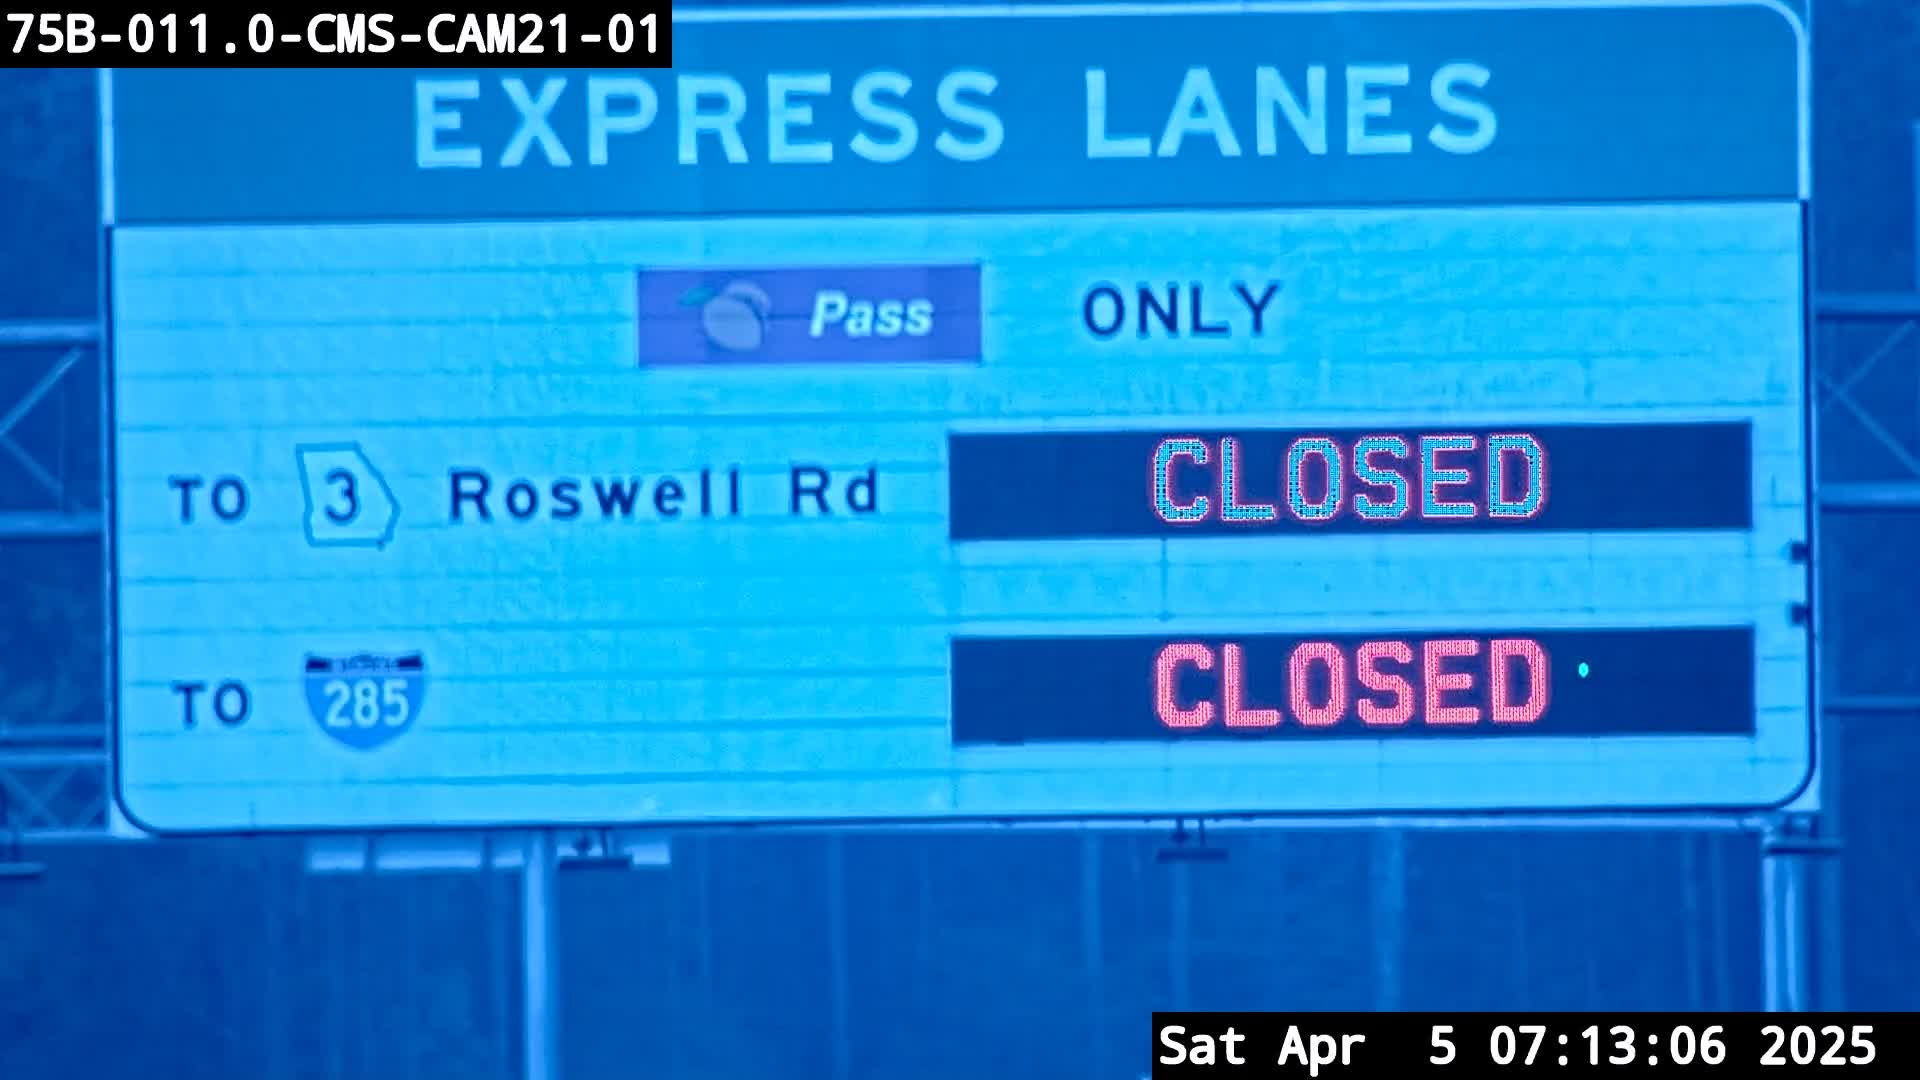 75B-011.0-CMS-CAM21-01
EXPRESS LANES
Pass ONLY
TO 3 Roswell Rd CLOSED
TO 285 CLOSED
Sat Apr 5 07:13:06 2025